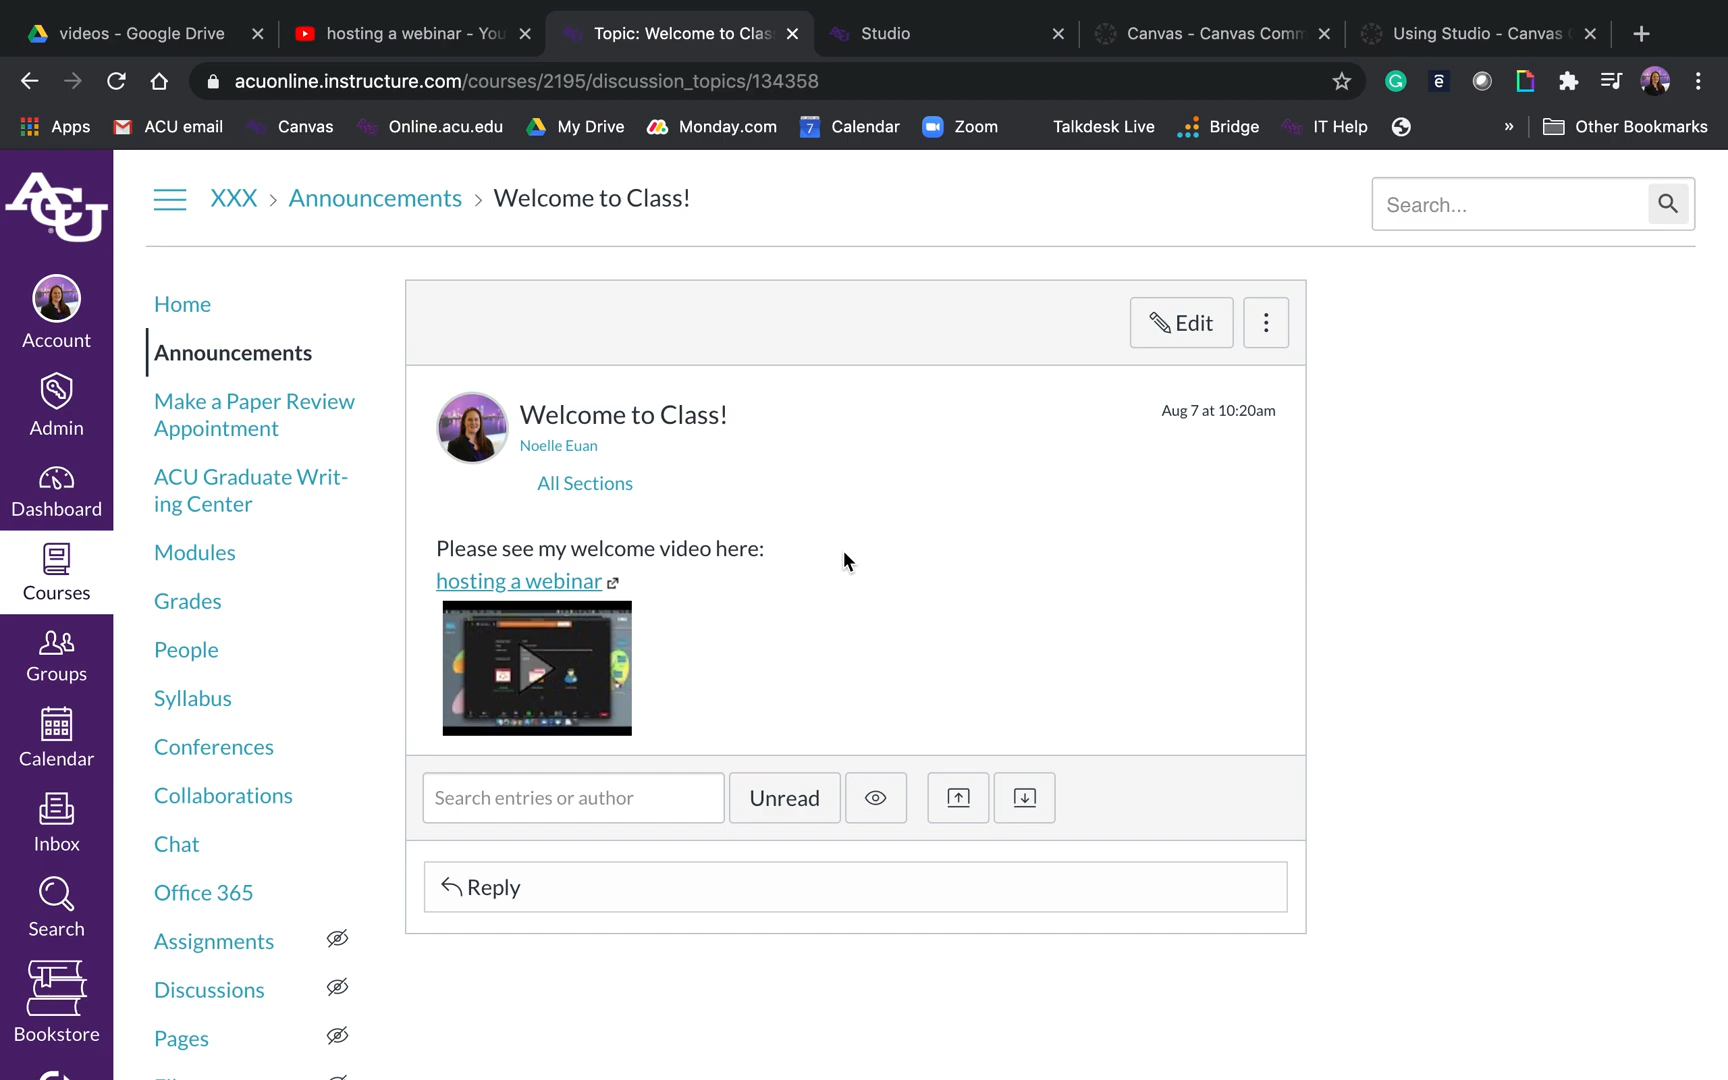 videos - Google Drive
hosting a webinar - You
Topic: Welcome to Clas
Studio
Canvas - Canvas Comm
Using Studio - Canvas
acuonline.instructure.com/courses/2195/discussion_topics/134358
Apps
ACU email
Canvas
Online.acu.edu
My Drive
Monday.com
7
Calendar
Zoom
Talkdesk Live
Bridge
IT Help
»
Other Bookmarks
ACU
XXX > Announcements > Welcome to Class!
Search...
Account
Admin
Dashboard
Courses
Groups
Calendar
Inbox
Search
Bookstore
Home
Announcements
Make a Paper Review
Appointment
ACU Graduate Writ-
ing Center
Modules
Grades
People
Syllabus
Conferences
Collaborations
Chat
Office 365
Assignments
Discussions
Pages
Edit
Welcome to Class!
Aug 7 at 10:20am
Noelle Euan
All Sections
Please see my welcome video here:
hosting a webinar
Search entries or author
Unread
Reply